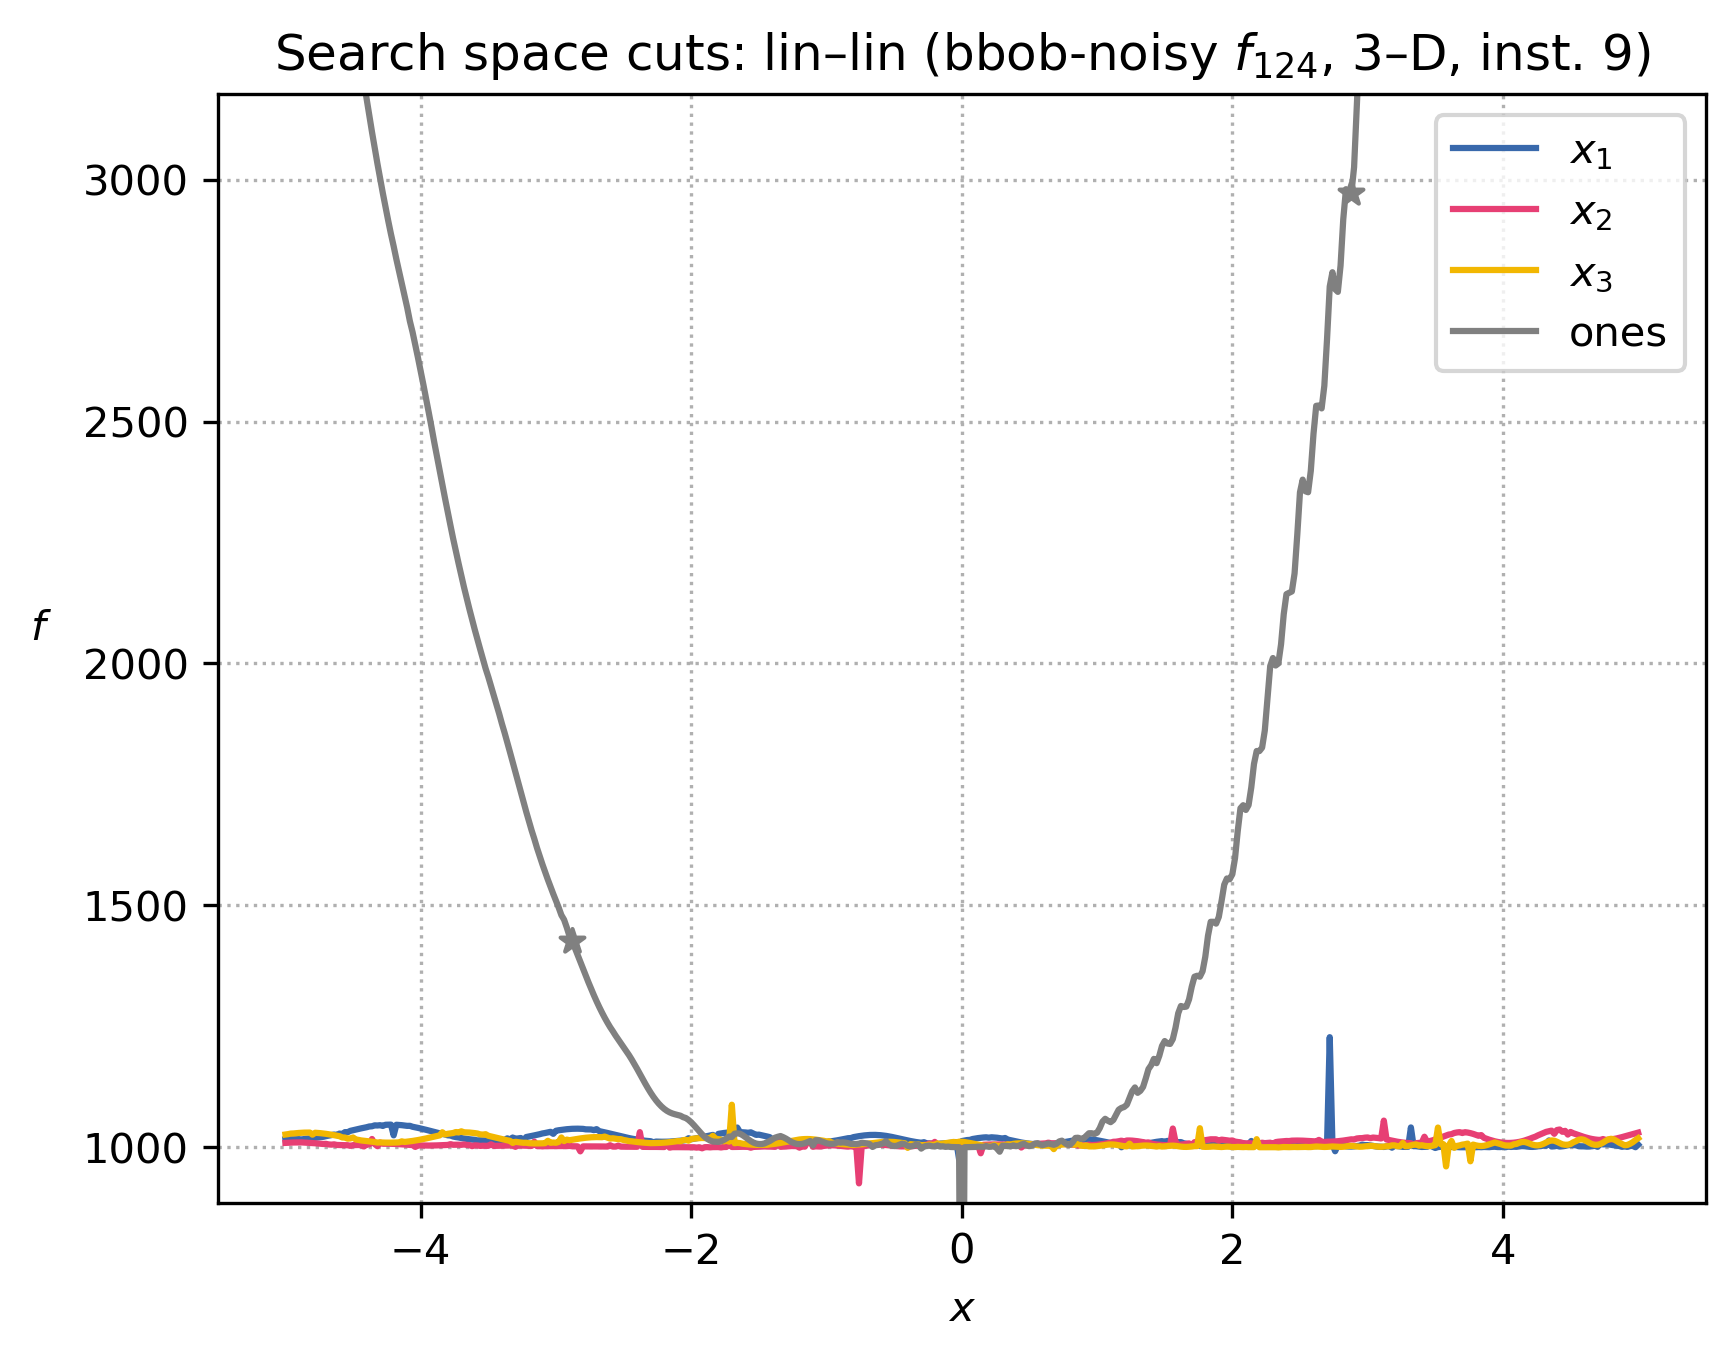 Search space cuts: lin–lin (bbob-noisy f₁₂₄, 3–D, inst. 9)
x₁
x₂
x₃
ones
3000
2500
2000
1500
1000
f
−4
−2
0
2
4
x